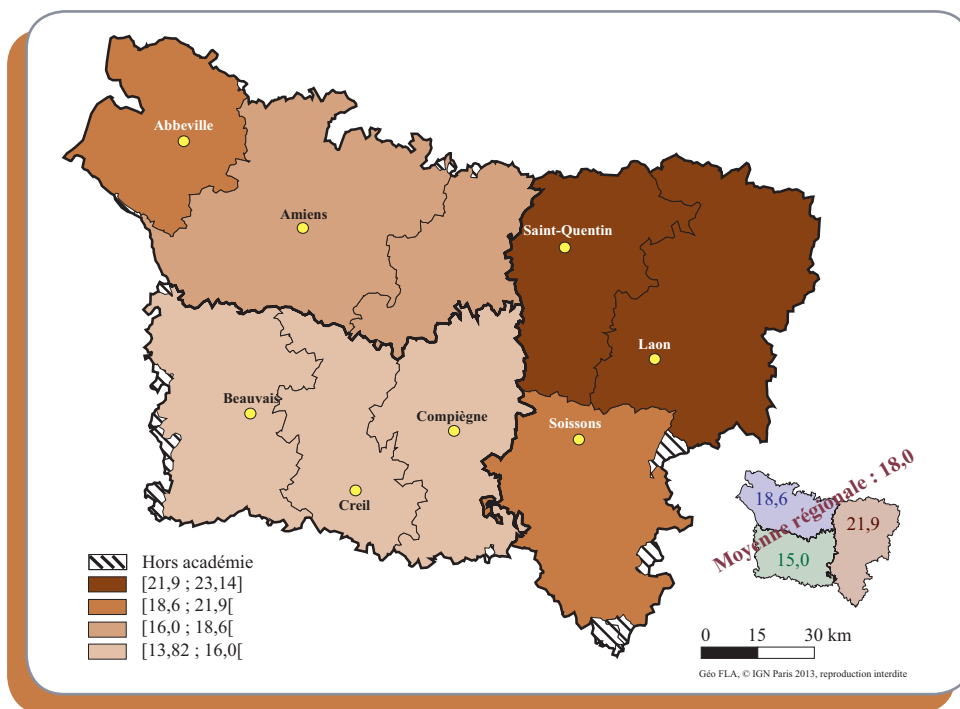 Abbeville
Amiens
Saint-Quentin
Laon
Beauvais
Compiègne
Soissons
Creil
Hors académie
[21,9 ; 23,14]
[18,6 ; 21,9[
[16,0 ; 18,6[
[13,82 ; 16,0[
Moyenne régionale : 18,0
18,6
21,9
15,0
0 15 30 km
Géo FLA, © IGN Paris 2013, reproduction interdite